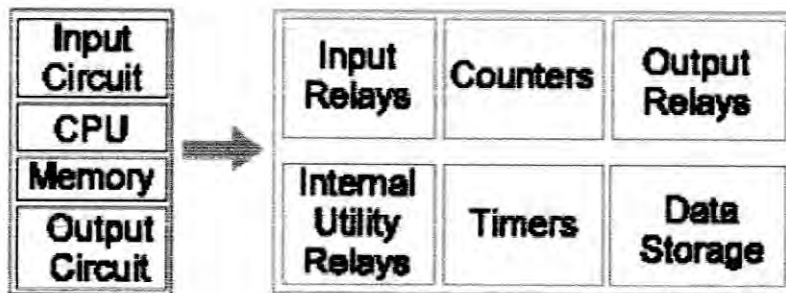 Input
Circuit
CPU
Memory
Output
Circuit
Input
Relays
Counters
Output
Relays
Internal
Utility
Relays
Timers
Data
Storage